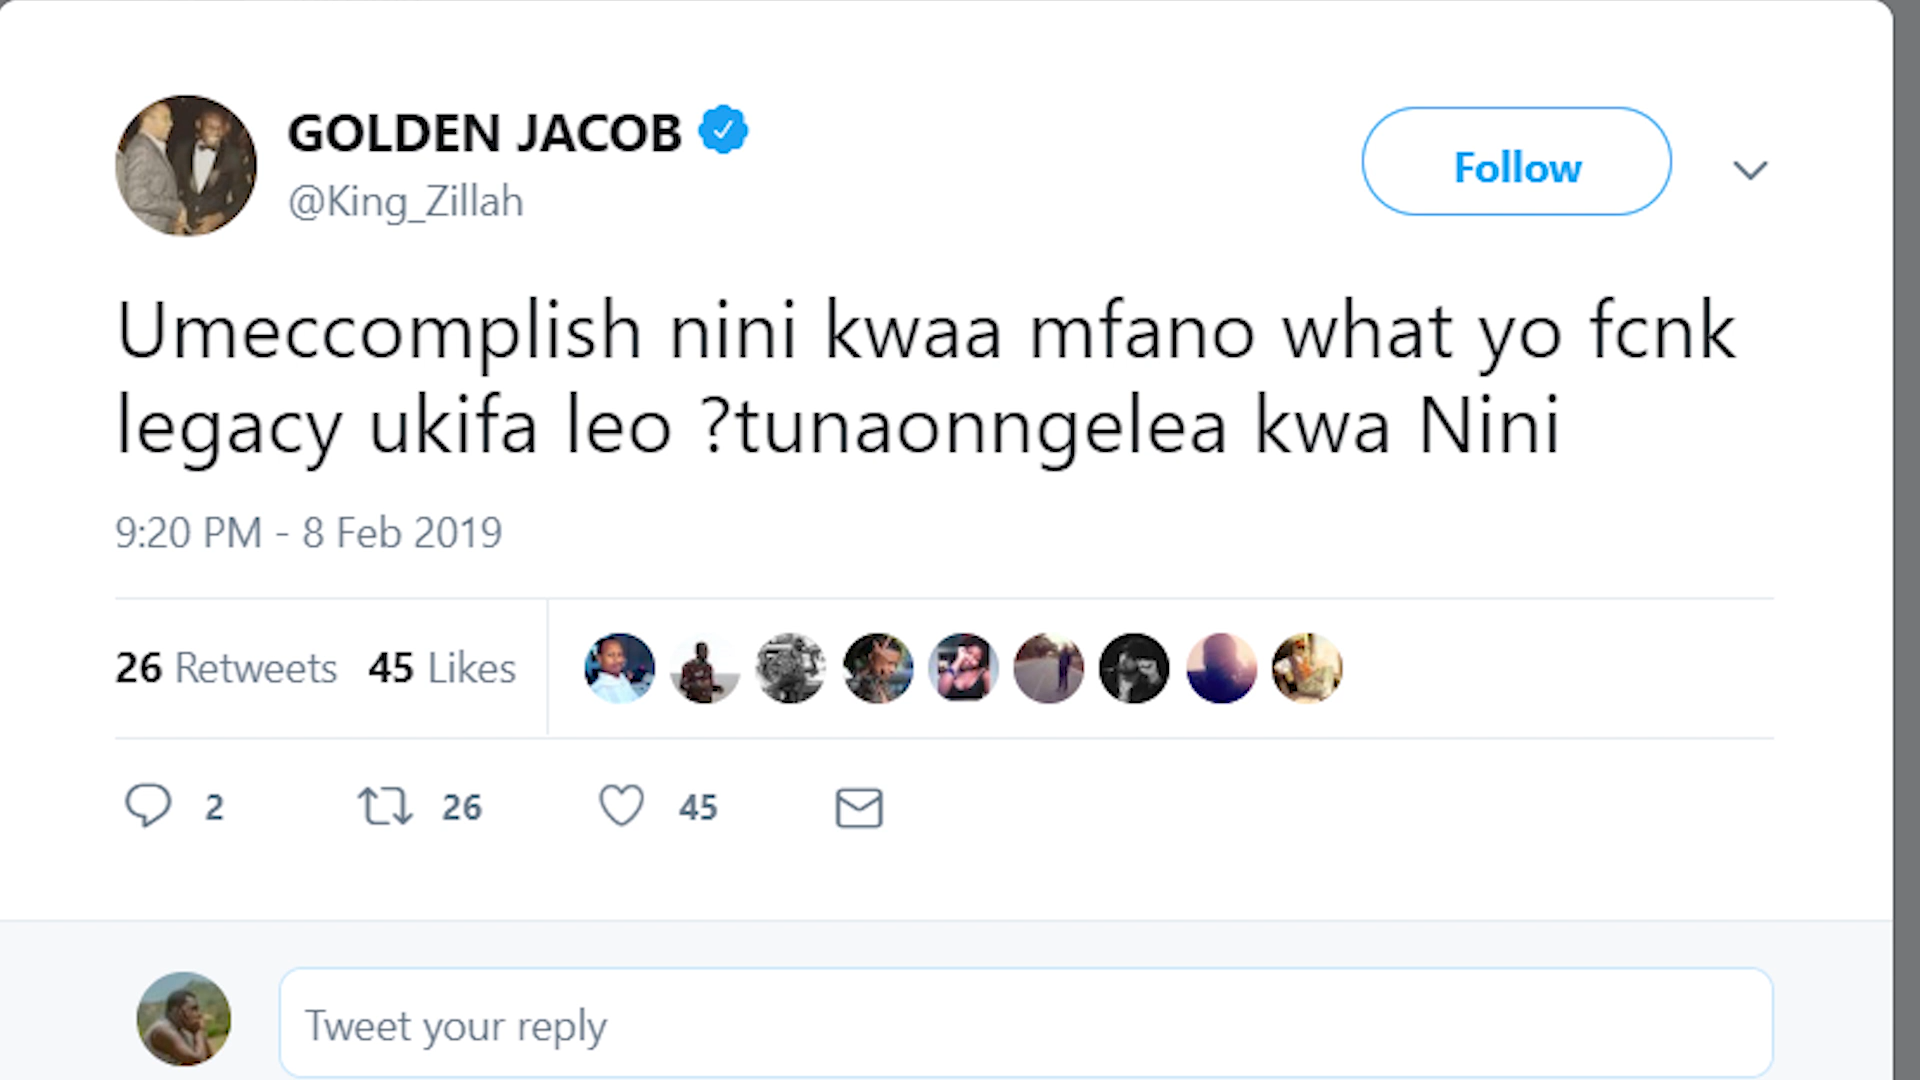 GOLDEN JACOB
@King_Zillah
Follow
Umeccomplish nini kwaa mfano what yo fcnk
legacy ukifa leo ?tunaonngelea kwa Nini
9:20 PM - 8 Feb 2019
26 Retweets 45 Likes
2 26 45
Tweet your reply